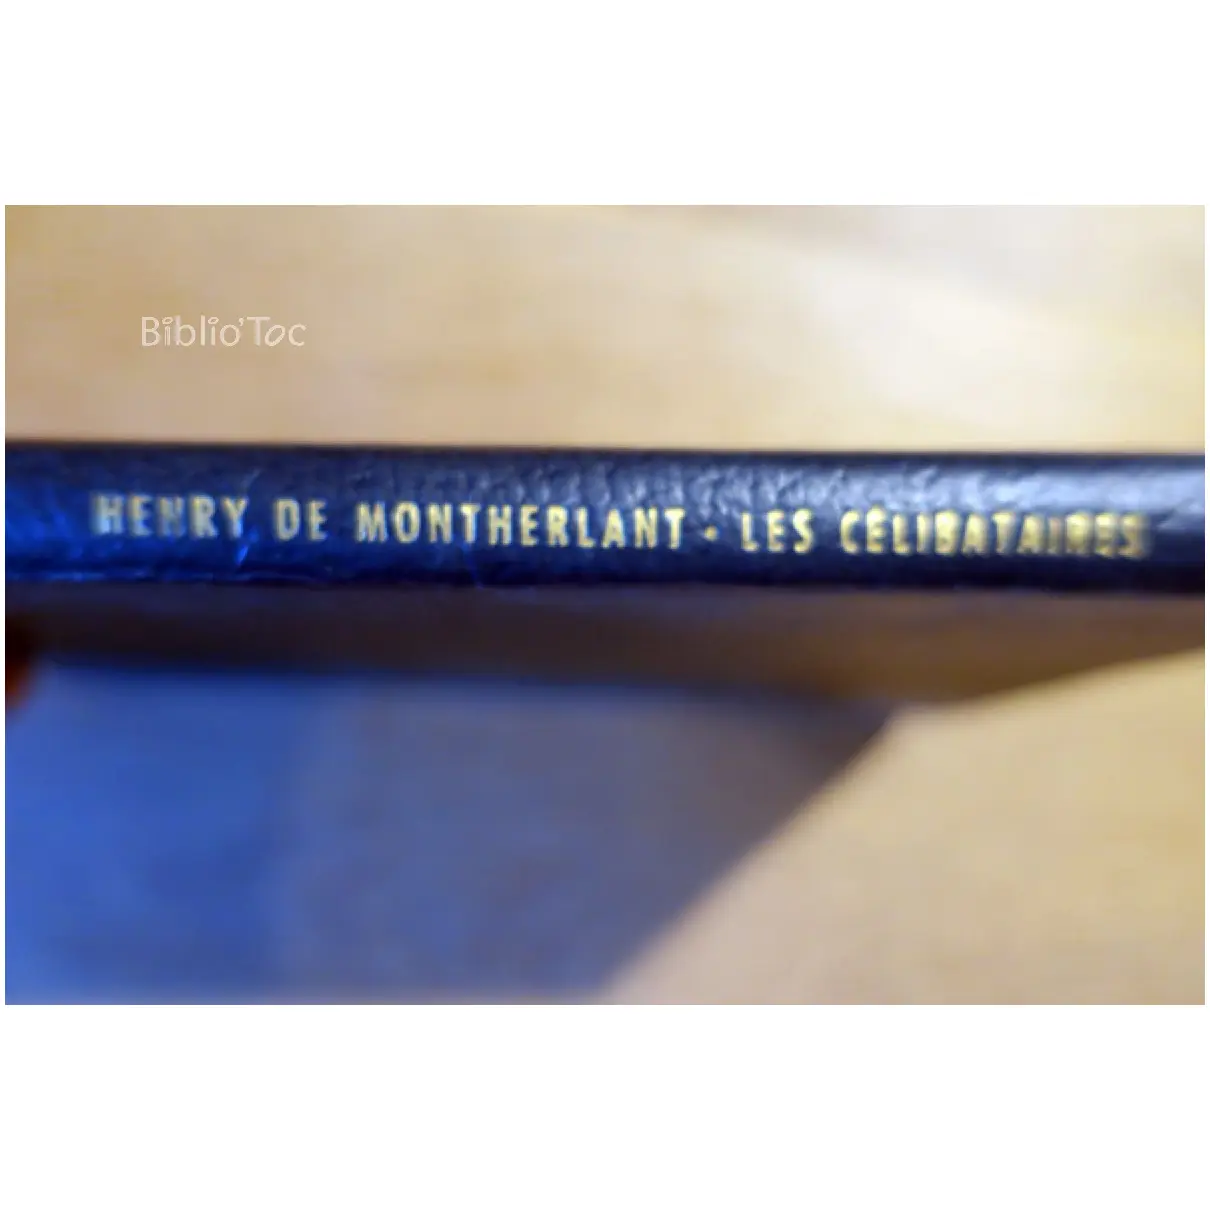 Biblio'Toc
HENRY DE MONTHERLANT · LES CÉLIBATAIRES